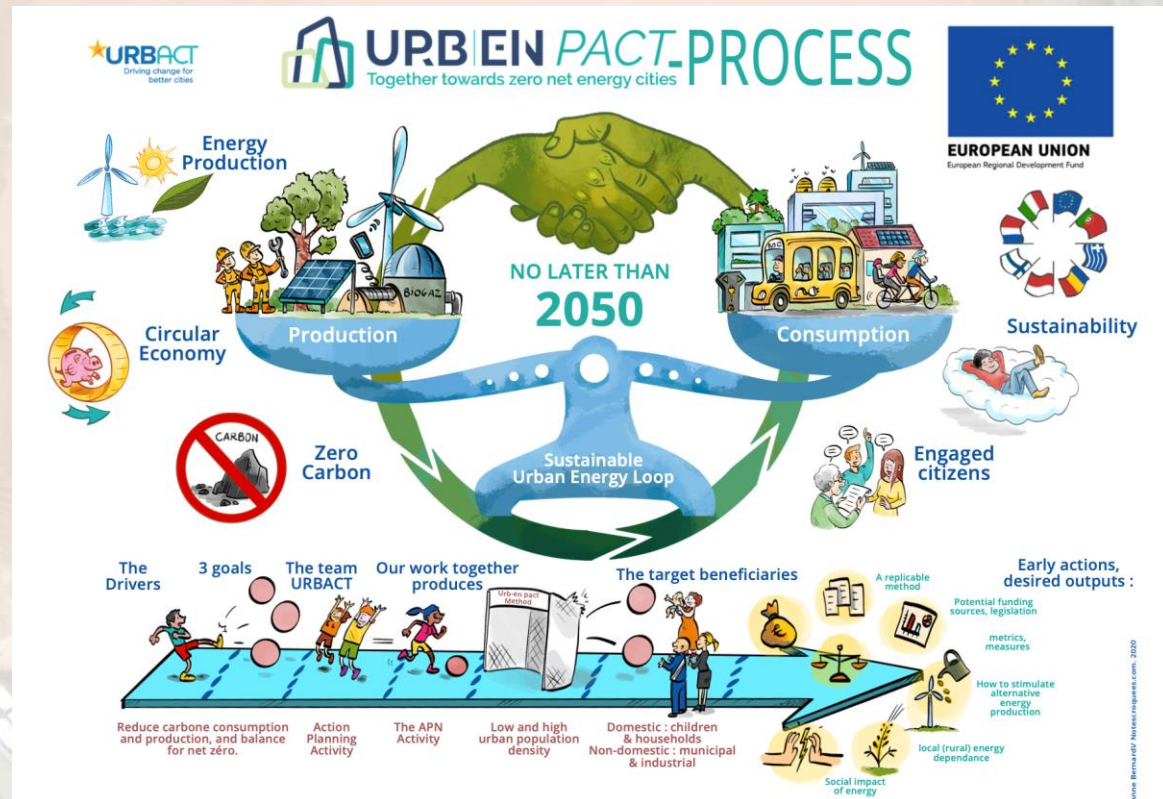 URBACT
Driving change for
better cities
URB|EN PACT-PROCESS
Together towards zero net energy cities
EUROPEAN UNION
European Regional Development Fund
Energy
Production
BIOGAZ
NO LATER THAN
2050
Production
Consumption
Circular
Economy
Sustainability
CARBON
Zero
Carbon
Sustainable
Urban Energy Loop
Engaged
citizens
The
Drivers
3 goals
The team
URBACT
Our work together
produces
Urb-en pact
Method
The target beneficiaries
Early actions,
desired outputs :
A replicable
method
Potential funding
sources, legislation
metrics,
measures
How to stimulate
alternative
energy
production
local (rural) energy
dependance
Social impact
of energy
Reduce carbone consumption
and production, and balance
for net zéro.
Action
Planning
Activity
The APN
Activity
Low and high
urban population
density
Domestic : children
& households
Non-domestic : municipal
& industrial
Bernardi/ Notescroquees.com. 2020